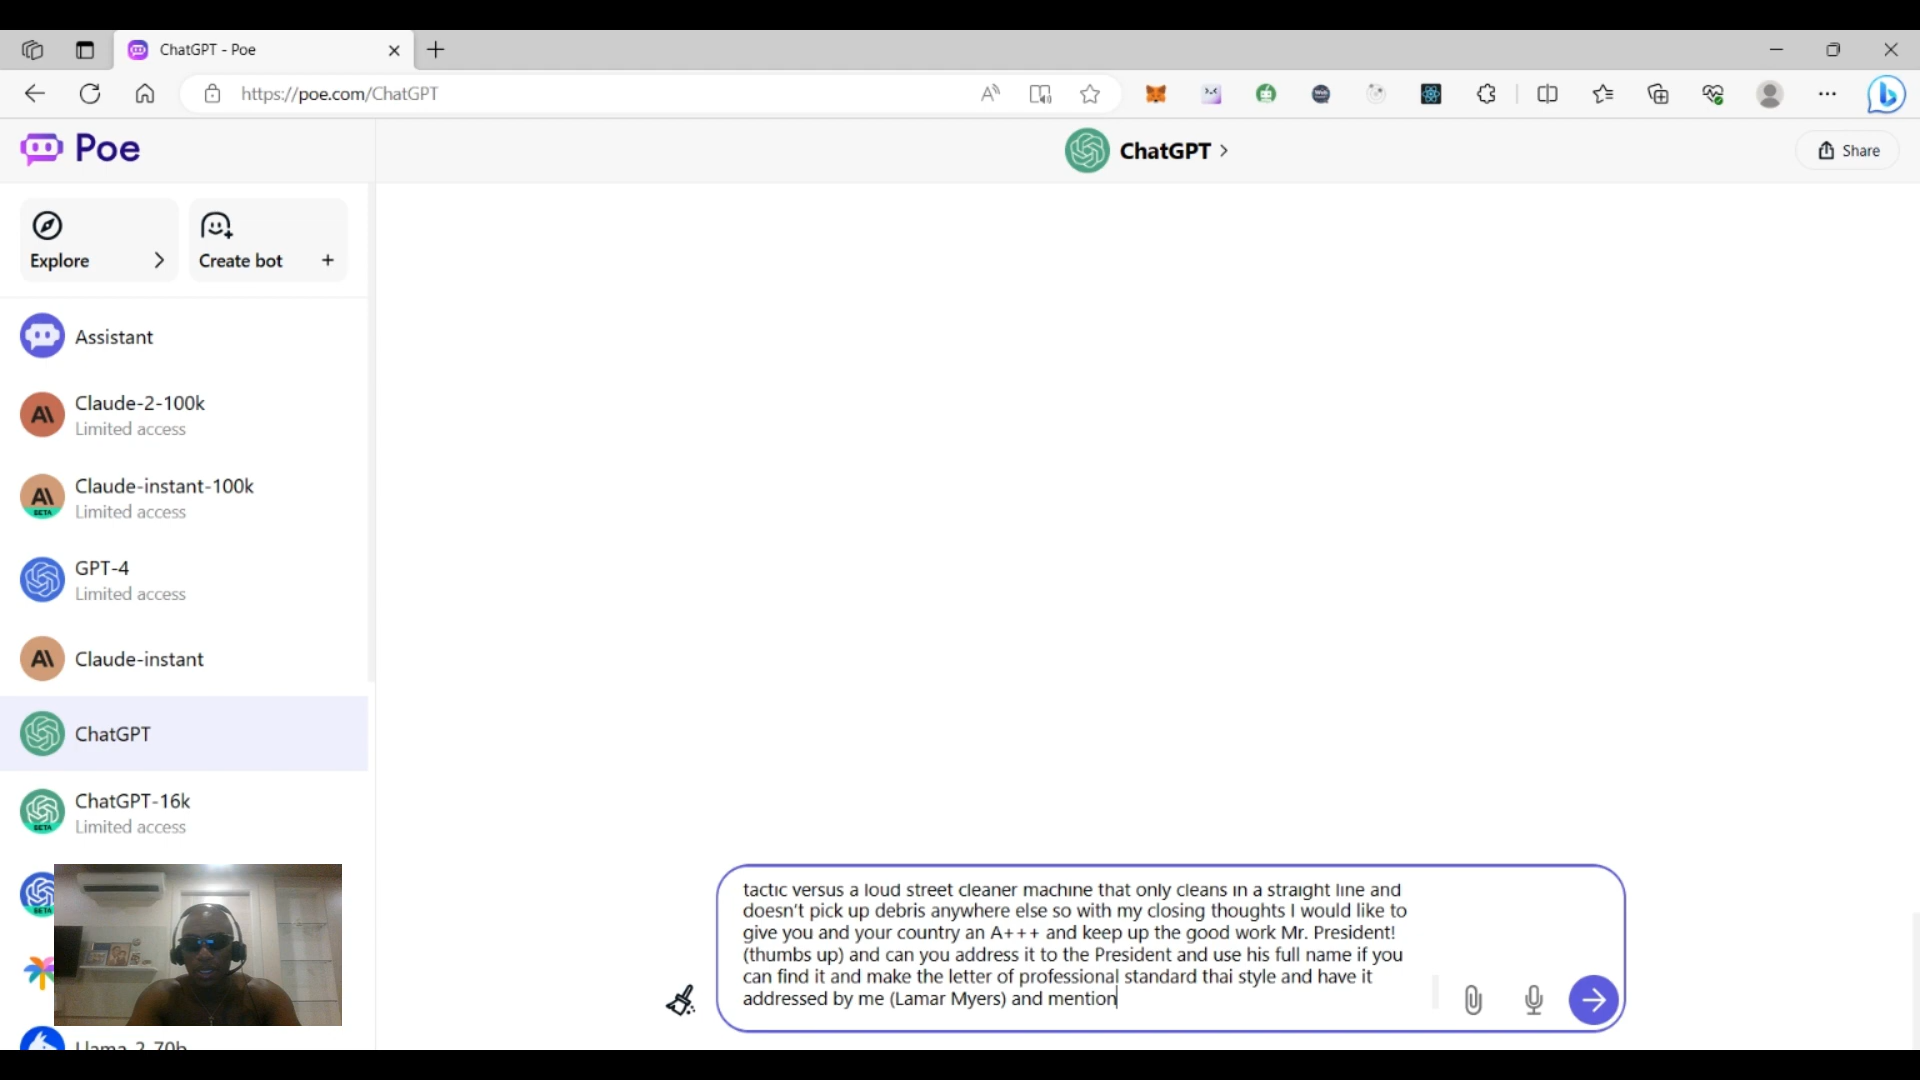 ChatGPT - Poe
https://poe.com/ChatGPT
Poe
ChatGPT
Share
Explore
Create bot
Assistant
Claude-2-100k
Limited access
Claude-instant-100k
Limited access
BETA
GPT-4
Limited access
Claude-instant
ChatGPT
ChatGPT-16k
Limited access
BETA
BETA
Llama-2-70b
tactic versus a loud street cleaner machine that only cleans in a straight line and
doesn't pick up debris anywhere else so with my closing thoughts I would like to
give you and your country an A+++ and keep up the good work Mr. President!
(thumbs up) and can you address it to the President and use his full name if you
can find it and make the letter of professional standard thai style and have it
addressed by me (Lamar Myers) and mention